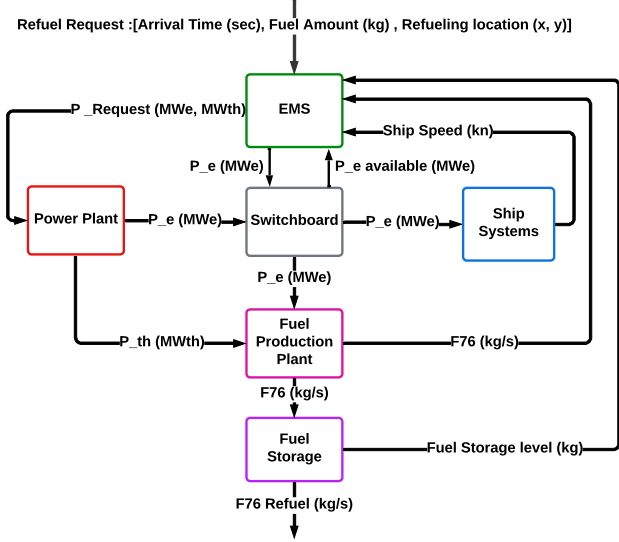 Refuel Request :[Arrival Time (sec), Fuel Amount (kg) , Refueling location (x, y)]
EMS
P _Request (MWe, MWth)
Ship Speed (kn)
P_e (MWe)
P_e available (MWe)
Power Plant
P_e (MWe)
Switchboard
P_e (MWe)
Ship
Systems
P_e (MWe)
Fuel
Production
Plant
P_th (MWth)
F76 (kg/s)
F76 (kg/s)
Fuel
Storage
Fuel Storage level (kg)
F76 Refuel (kg/s)